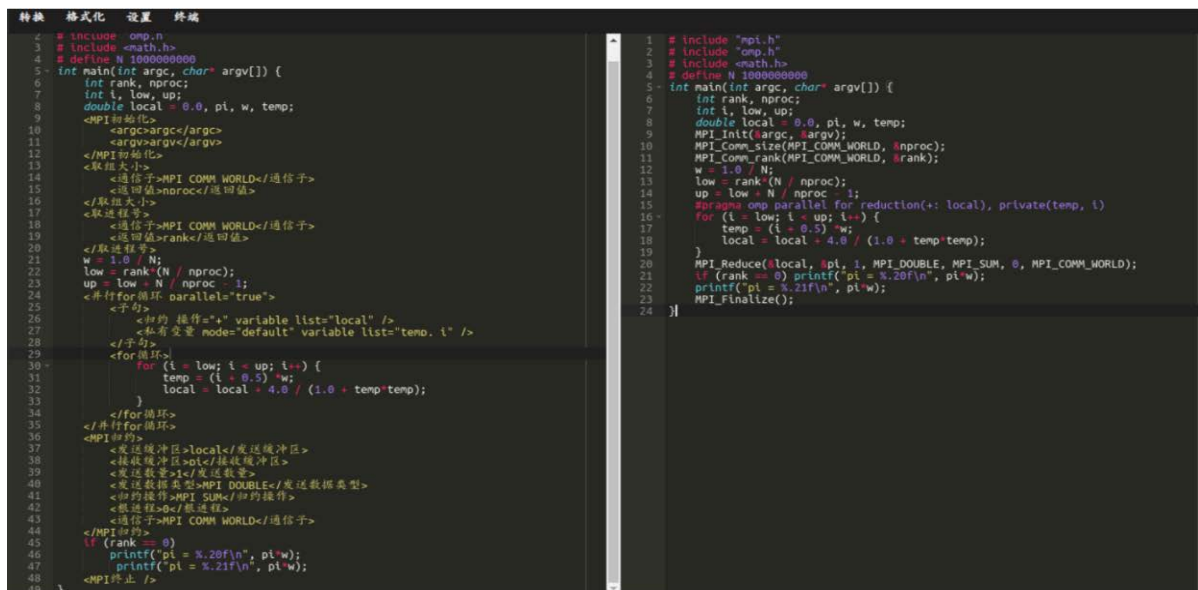 转换 格式化 设置 终端
2 # include "omp.h"
3 # include <math.h>
4 # define N 1000000000
5 int main(int argc, char* argv[]) {
6 int rank, nproc;
7 int i, low, up;
8 double local = 0.0, pi, w, temp;
9 <MPI初始化>
10 <argc>argc</argc>
11 <argv>argv</argv>
12 </MPI初始化>
13 <取组大小>
14 <通信子>MPI_COMM_WORLD</通信子>
15 <返回值>nproc</返回值>
16 </取组大小>
17 <取进程号>
18 <通信子>MPI_COMM_WORLD</通信子>
19 <返回值>rank</返回值>
20 </取进程号>
21 w = 1.0 / N;
22 low = rank*(N / nproc);
23 up = low + N / nproc - 1;
24 <并行for循环 parallel="true">
25 <子句>
26 <归约 操作="+" variable_list="local" />
27 <私有变量 mode="default" variable_list="temp, i" />
28 </子句>
29 <for循环>
30 for (i = low; i < up; i++) {
31 temp = (i + 0.5) *w;
32 local = local + 4.0 / (1.0 + temp*temp);
33 }
34 </for循环>
35 </并行for循环>
36 <MPI归约>
37 <发送缓冲区>local</发送缓冲区>
38 <接收缓冲区>pi</接收缓冲区>
39 <发送数量>1</发送数量>
40 <发送数据类型>MPI_DOUBLE</发送数据类型>
41 <归约操作>MPI_SUM</归约操作>
42 <根进程>0</根进程>
43 <通信子>MPI_COMM_WORLD</通信子>
44 </MPI归约>
45 if (rank == 0)
46 printf("pi = %.20f\n", pi*w);
47 printf("pi = %.21f\n", pi*w);
48 <MPI终止 />
49 }
1 # include "mpi.h"
2 # include "omp.h"
3 # include <math.h>
4 # define N 1000000000
5 int main(int argc, char* argv[]) {
6 int rank, nproc;
7 int i, low, up;
8 double local = 0.0, pi, w, temp;
9 MPI_Init(&argc, &argv);
10 MPI_Comm_size(MPI_COMM_WORLD, &nproc);
11 MPI_Comm_rank(MPI_COMM_WORLD, &rank);
12 w = 1.0 / N;
13 low = rank*(N / nproc);
14 up = low + N / nproc - 1;
15 #pragma omp parallel for reduction(+: local), private(temp, i)
16 for (i = low; i < up; i++) {
17 temp = (i + 0.5) *w;
18 local = local + 4.0 / (1.0 + temp*temp);
19 }
20 MPI_Reduce(&local, &pi, 1, MPI_DOUBLE, MPI_SUM, 0, MPI_COMM_WORLD);
21 if (rank == 0) printf("pi = %.20f\n", pi*w);
22 printf("pi = %.21f\n", pi*w);
23 MPI_Finalize();
24 }